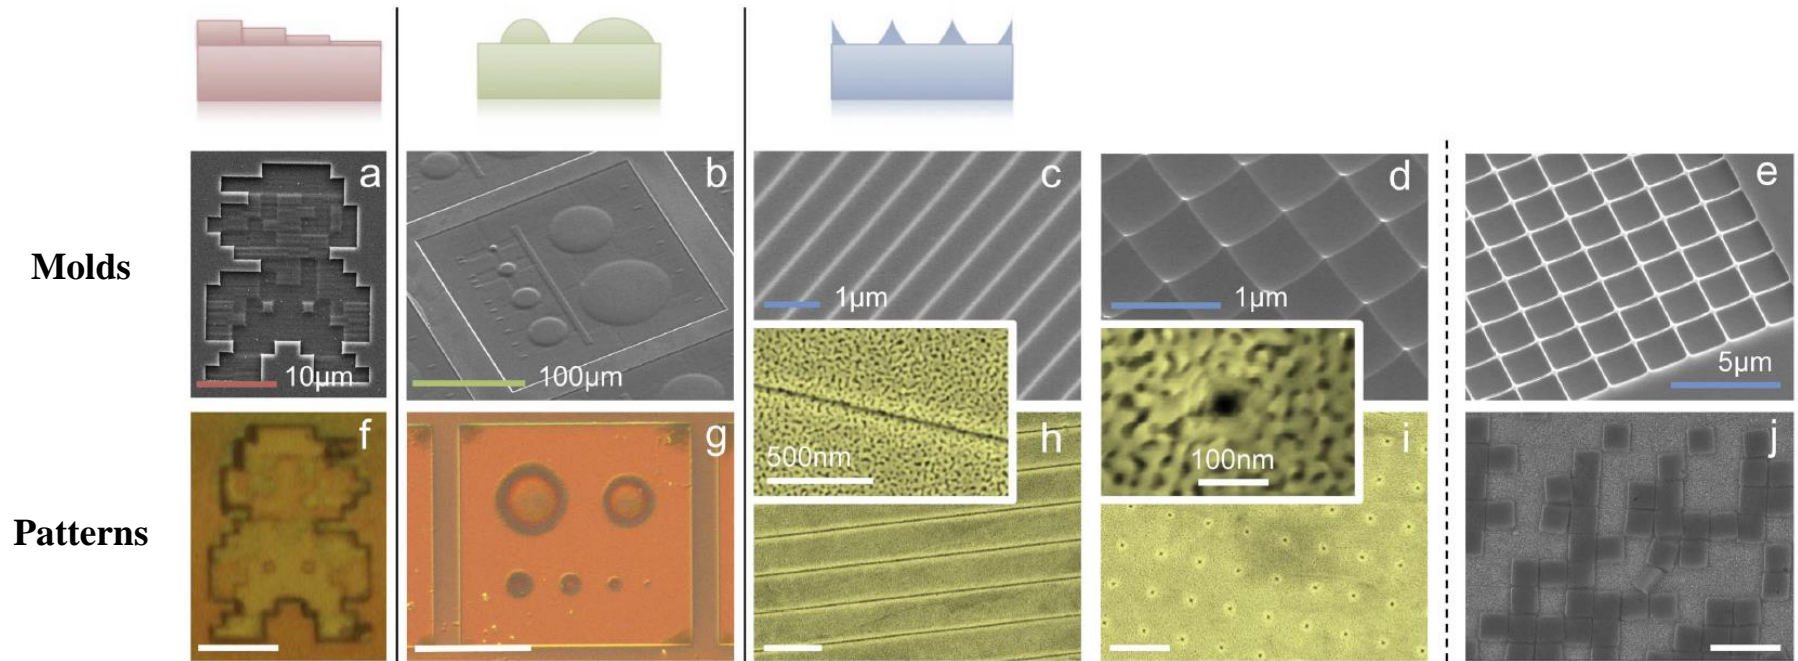 a
b
c
d
e
Molds
10μm
100μm
1μm
1μm
5μm
f
g
500nm
h
100nm
i
j
Patterns